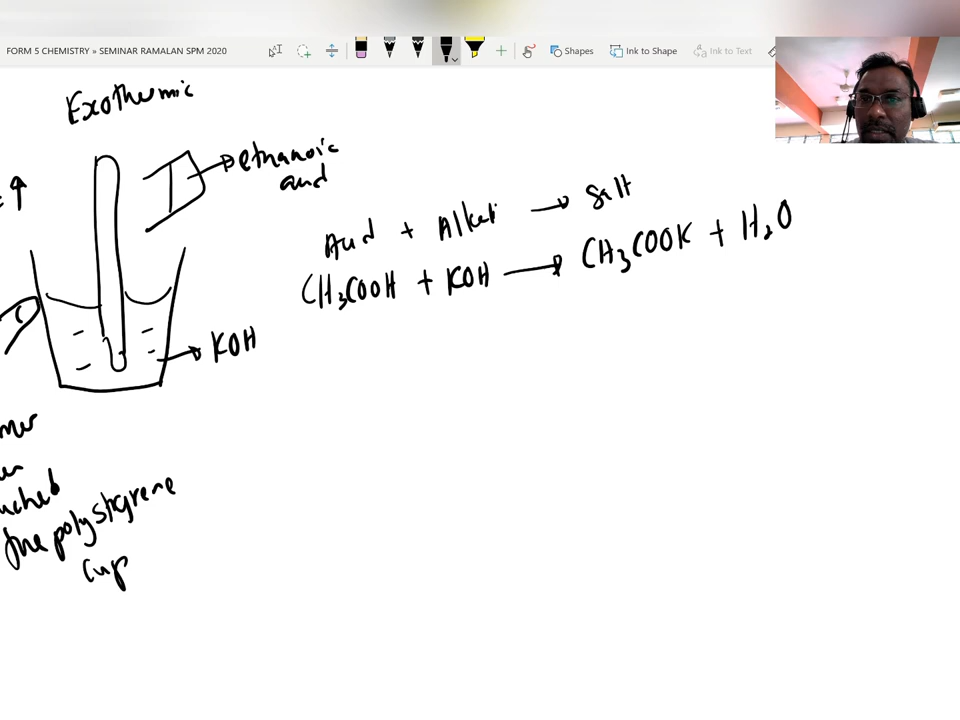 FORM 5 CHEMISTRY » SEMINAR RAMALAN SPM 2020
Shapes
Ink to Shape
Ink to Text
Exothermic
ethanoic
acid
↑
Acid + Alkali → Salt
CH₃COOH + KOH → CH₃COOK + H₂O
KOH
the polystyrene
cup